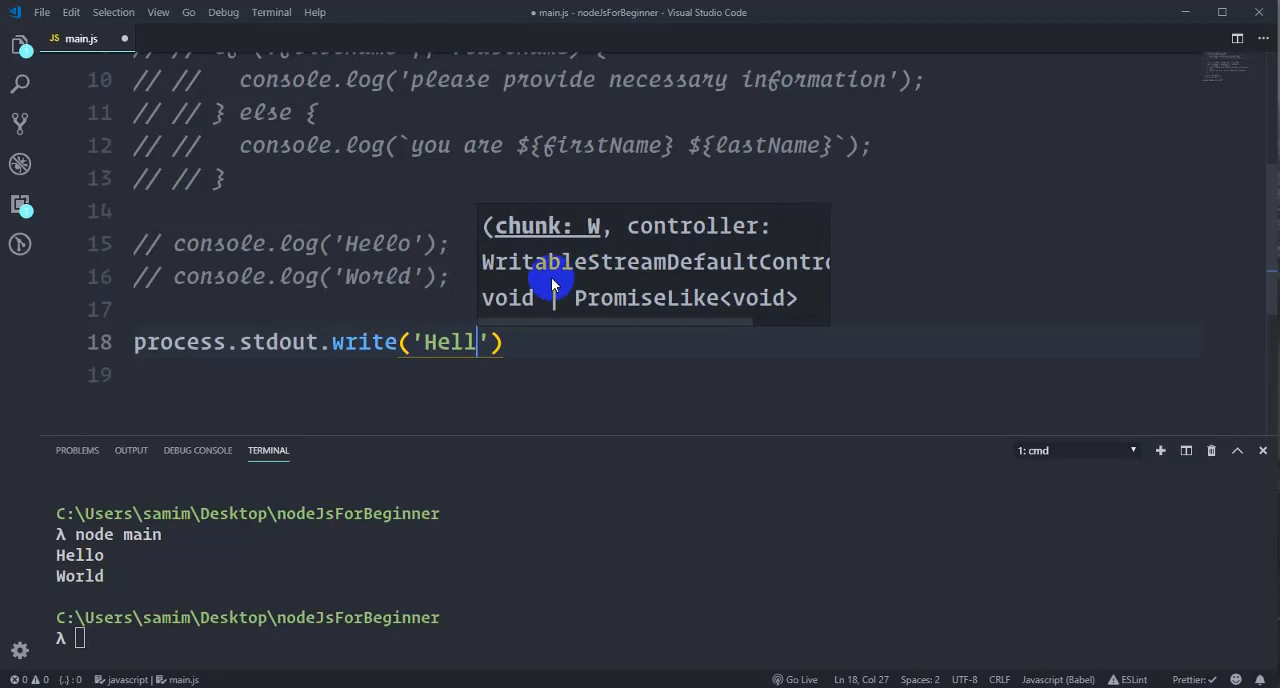 File Edit Selection View Go Debug Terminal Help
● main.js - nodeJsForBeginner - Visual Studio Code
JS main.js
10 // // console.log('please provide necessary information');
11 // // } else {
12 // // console.log(`you are ${firstName} ${lastName}`);
13 // // }
14
15 // console.log('Hello');
16 // console.log('World');
17
(chunk: W, controller:
WritableStreamDefaultContro
void | PromiseLike<void>
18 process.stdout.write('Hell')
19
PROBLEMS OUTPUT DEBUG CONSOLE TERMINAL 1: cmd
C:\Users\samim\Desktop\nodeJsForBeginner
λ node main
Hello
World
C:\Users\samim\Desktop\nodeJsForBeginner
λ
0 0 {..} : 0 javascript | main.js Go Live Ln 18, Col 27 Spaces: 2 UTF-8 CRLF Javascript (Babel) ESLint Prettier: ✓